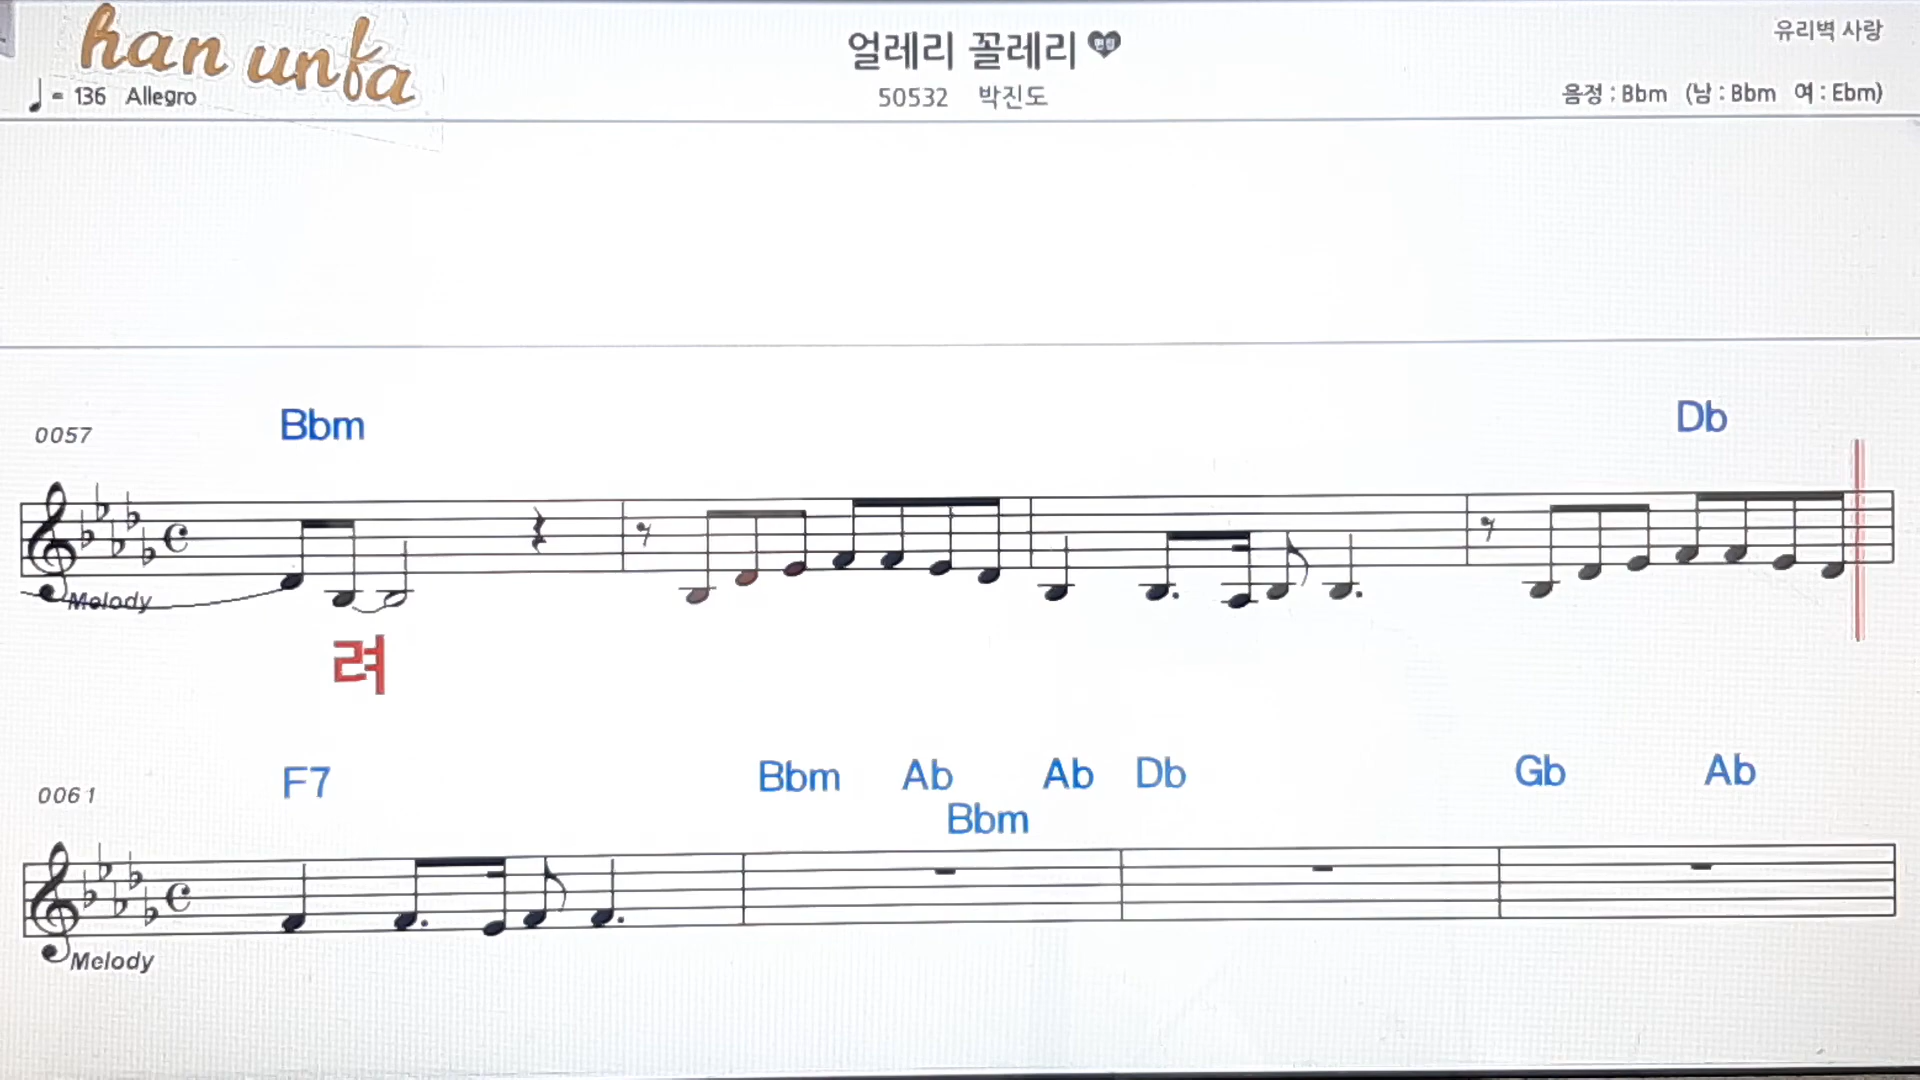 han unfa
얼레리 꼴레리 편집
유리벽 사랑
♩= 136 Allegro
50532 박진도
음정 : Bbm (남 : Bbm 여 : Ebm)
0057 Bbm Db
Melody
려
0061 F7 Bbm Ab Ab Db Gb Ab
Bbm
Melody